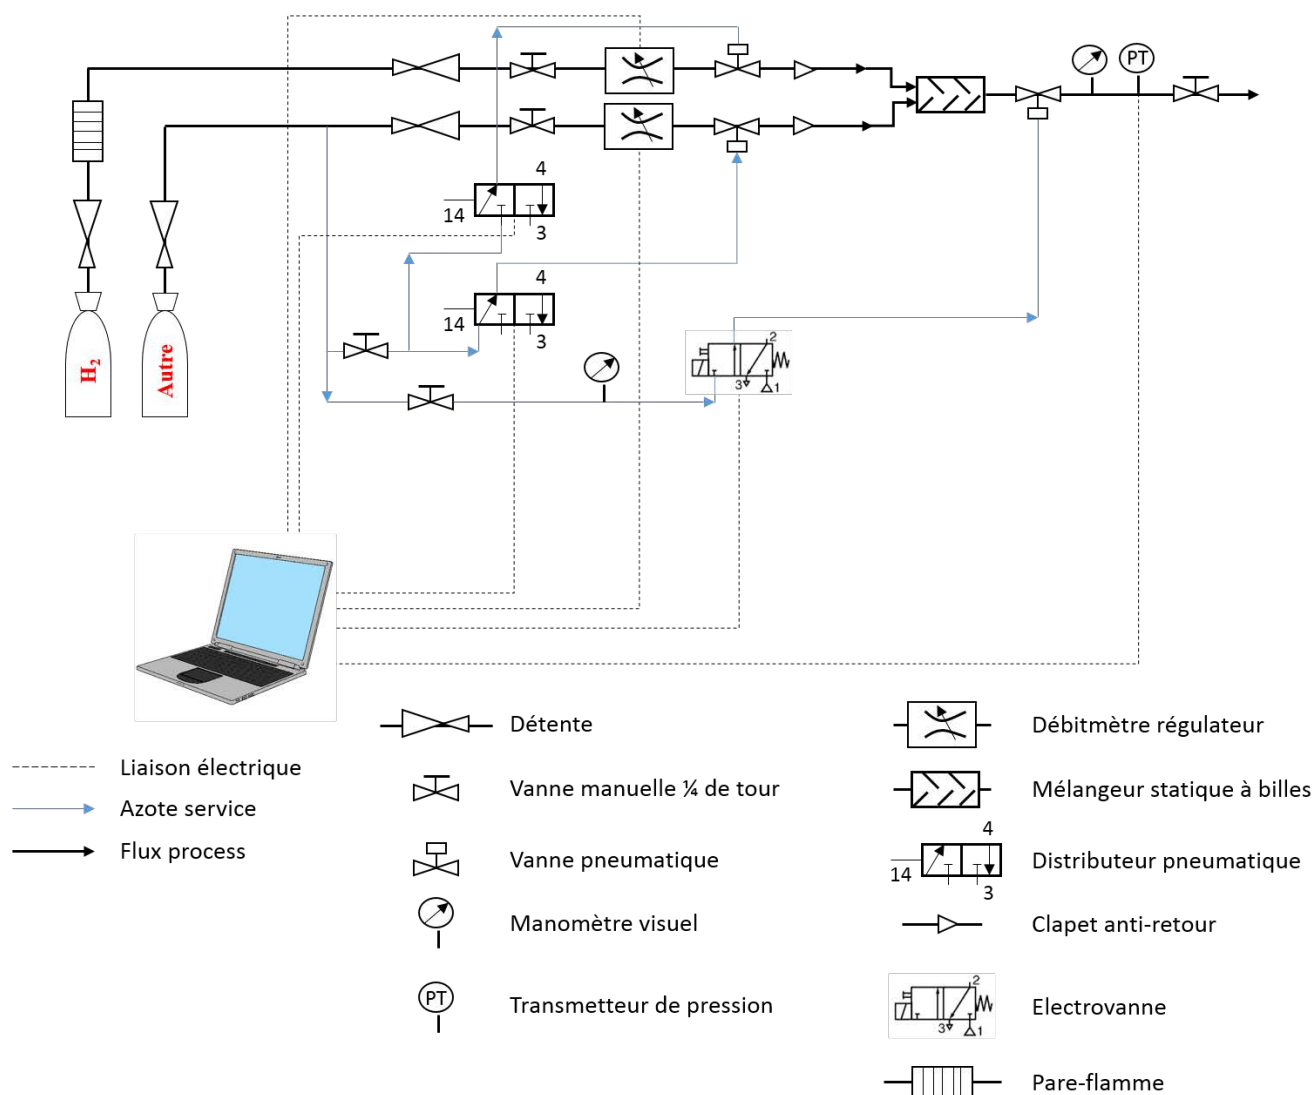 PT
4
14
3
4
14
3
2
3
1
H2
Autre
Détente
Débitmètre régulateur
Liaison électrique
Vanne manuelle ¼ de tour
Mélangeur statique à billes
Azote service
4
Flux process
Vanne pneumatique
14
Distributeur pneumatique
3
Manomètre visuel
Clapet anti-retour
PT
Transmetteur de pression
2
3
1
Electrovanne
Pare-flamme